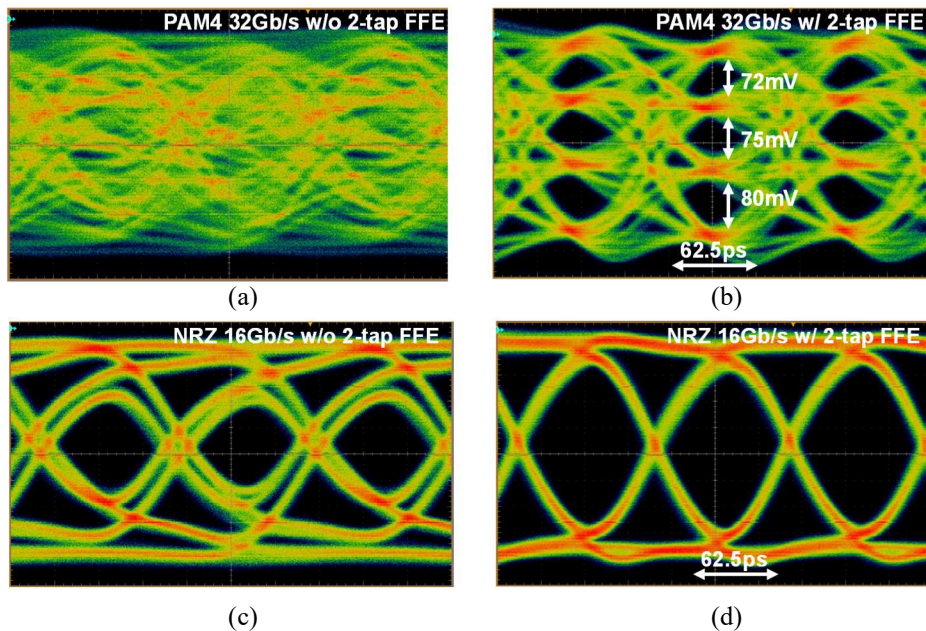 PAM4 32Gb/s w/o 2-tap FFE
PAM4 32Gb/s w/ 2-tap FFE
72mV
75mV
80mV
62.5ps
(a)
(b)
NRZ 16Gb/s w/o 2-tap FFE
NRZ 16Gb/s w/ 2-tap FFE
62.5ps
(c)
(d)